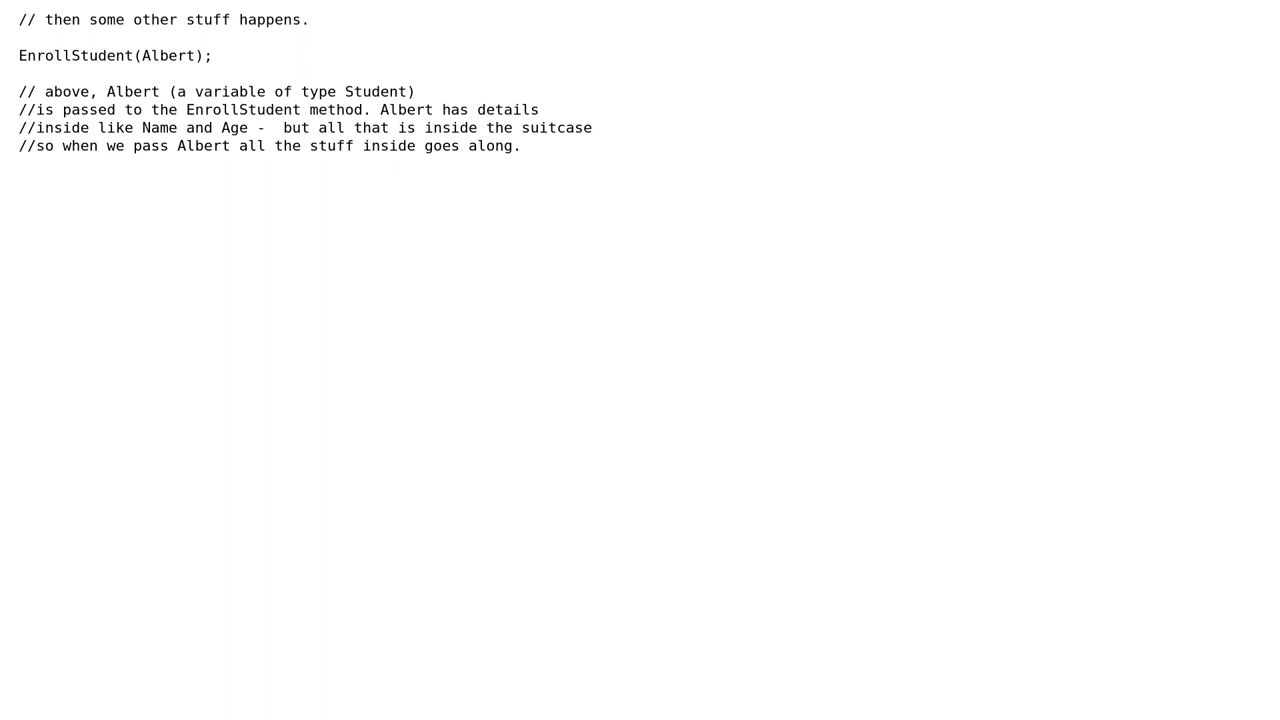 // then some other stuff happens.
EnrollStudent(Albert);
// above, Albert (a variable of type Student)
//is passed to the EnrollStudent method. Albert has details
//inside like Name and Age -  but all that is inside the suitcase
//so when we pass Albert all the stuff inside goes along.